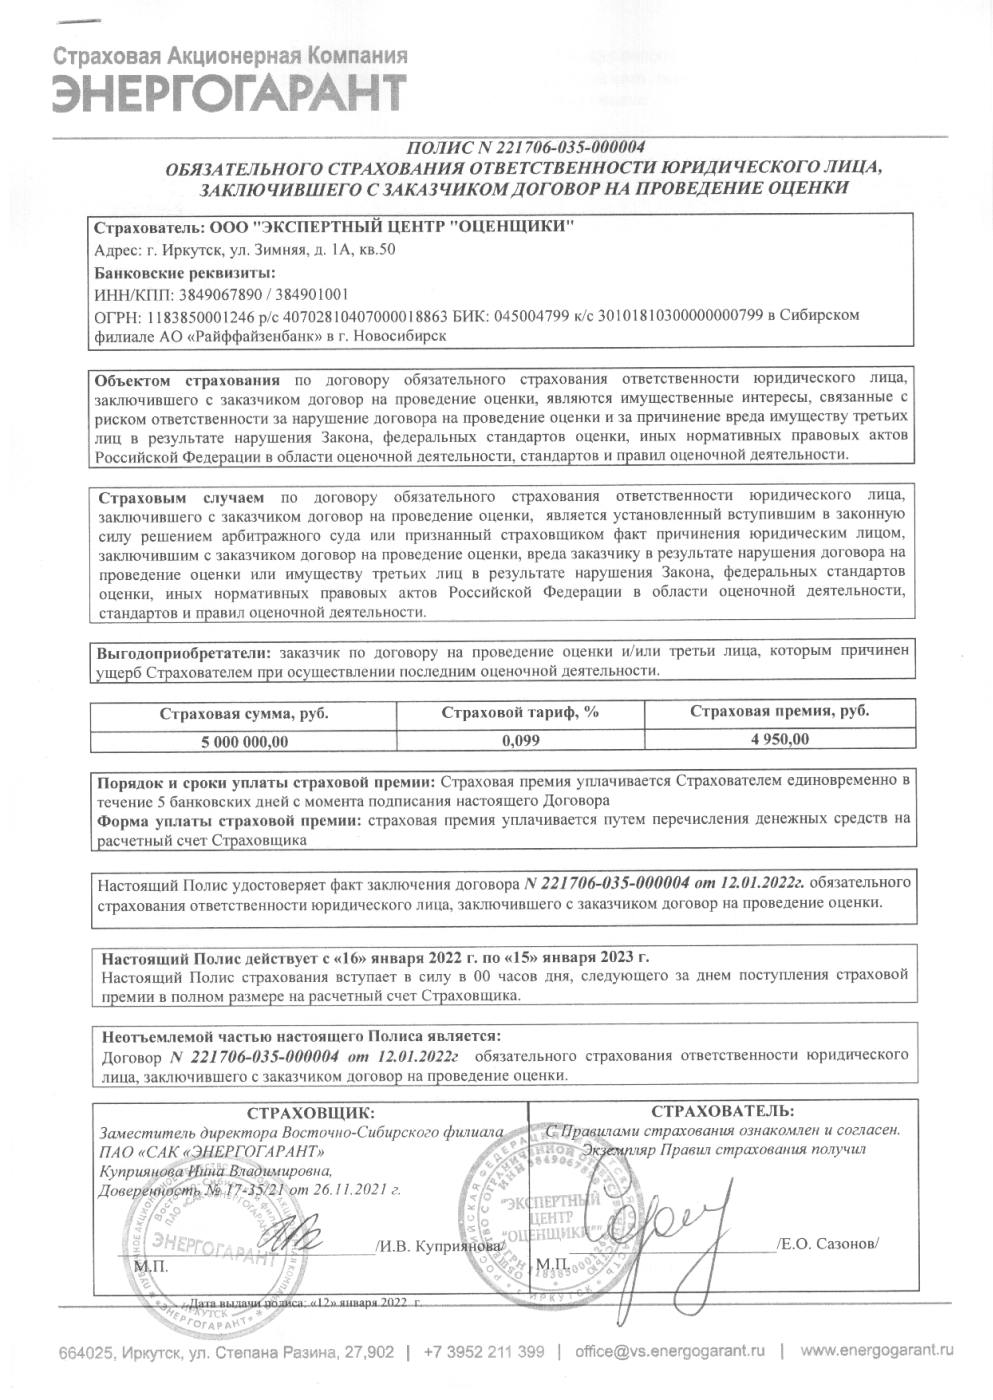 Страховая Акционерная Компания
ЭНЕРГОГАРАНТ
ПОЛИС N 221706-035-000004
ОБЯЗАТЕЛЬНОГО СТРАХОВАНИЯ ОТВЕТСТВЕННОСТИ ЮРИДИЧЕСКОГО ЛИЦА,
ЗАКЛЮЧИВШЕГО С ЗАКАЗЧИКОМ ДОГОВОР НА ПРОВЕДЕНИЕ ОЦЕНКИ
Страхователь: ООО "ЭКСПЕРТНЫЙ ЦЕНТР "ОЦЕНЩИКИ"
Адрес: г. Иркутск, ул. Зимняя, д. 1А, кв.50
Банковские реквизиты:
ИНН/КПП: 3849067890 / 384901001
ОГРН: 1183850001246 р/с 40702810407000018863 БИК: 045004799 к/с 30101810300000000799 в Сибирском
филиале АО «Райффайзенбанк» в г. Новосибирск
Объектом страхования по договору обязательного страхования ответственности юридического лица,
заключившего с заказчиком договор на проведение оценки, являются имущественные интересы, связанные с
риском ответственности за нарушение договора на проведение оценки и за причинение вреда имуществу третьих
лиц в результате нарушения Закона, федеральных стандартов оценки, иных нормативных правовых актов
Российской Федерации в области оценочной деятельности, стандартов и правил оценочной деятельности.
Страховым случаем по договору обязательного страхования ответственности юридического лица,
заключившего с заказчиком договор на проведение оценки, является установленный вступившим в законную
силу решением арбитражного суда или признанный страховщиком факт причинения юридическим лицом,
заключившим с заказчиком договор на проведение оценки, вреда заказчику в результате нарушения договора на
проведение оценки или имуществу третьих лиц в результате нарушения Закона, федеральных стандартов
оценки, иных нормативных правовых актов Российской Федерации в области оценочной деятельности,
стандартов и правил оценочной деятельности.
Выгодоприобретатели: заказчик по договору на проведение оценки и/или третьи лица, которым причинен
ущерб Страхователем при осуществлении последним оценочной деятельности.
Страховая сумма, руб. Страховой тариф, % Страховая премия, руб.
5 000 000,00 0,099 4 950,00
Порядок и сроки уплаты страховой премии: Страховая премия уплачивается Страхователем единовременно в
течение 5 банковских дней с момента подписания настоящего Договора
Форма уплаты страховой премии: страховая премия уплачивается путем перечисления денежных средств на
расчетный счет Страховщика
Настоящий Полис удостоверяет факт заключения договора N 221706-035-000004 от 12.01.2022г. обязательного
страхования ответственности юридического лица, заключившего с заказчиком договор на проведение оценки.
Настоящий Полис действует с «16» января 2022 г. по «15» января 2023 г.
Настоящий Полис страхования вступает в силу в 00 часов дня, следующего за днем поступления страховой
премии в полном размере на расчетный счет Страховщика.
Неотъемлемой частью настоящего Полиса является:
Договор N 221706-035-000004 от 12.01.2022г обязательного страхования ответственности юридического
лица, заключившего с заказчиком договор на проведение оценки.
СТРАХОВЩИК:
Заместитель директора Восточно-Сибирского филиала
ПАО «САК «ЭНЕРГОГАРАНТ»
Куприянова Инна Владимировна,
Доверенность № 17-35/21 от 26.11.2021 г.
/И.В. Куприянова/
М.П.
СТРАХОВАТЕЛЬ:
С Правилами страхования ознакомлен и согласен.
Экземпляр Правил страхования получил
/Е.О. Сазонов/
М.П.
ЭНЕРГОГАРАНТ
ИРКУТСК
"ЭКСПЕРТНЫЙ
ЦЕНТР
"ОЦЕНЩИКИ""
Дата выдачи полиса: «12» января 2022 г.
664025, Иркутск, ул. Степана Разина, 27,902 | +7 3952 211 399 | office@vs.energogarant.ru | www.energogarant.ru